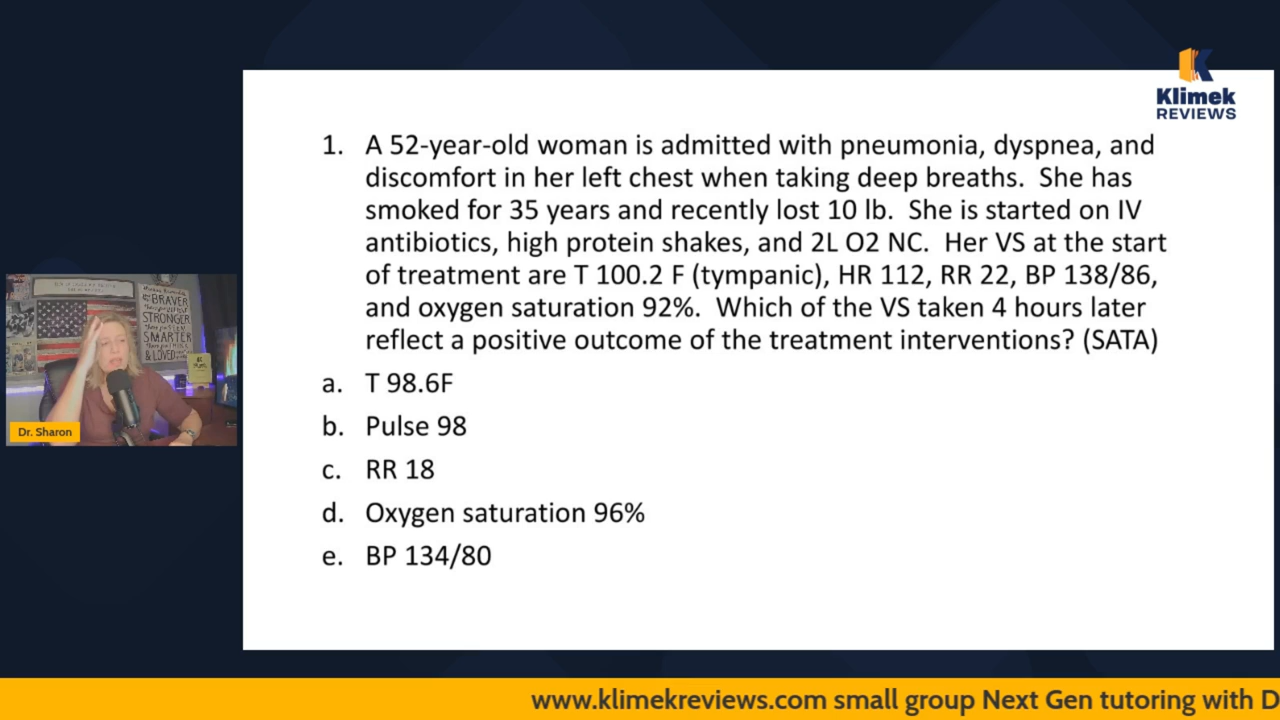 Klimek
REVIEWS
1. A 52-year-old woman is admitted with pneumonia, dyspnea, and
discomfort in her left chest when taking deep breaths. She has
smoked for 35 years and recently lost 10 lb. She is started on IV
antibiotics, high protein shakes, and 2L O2 NC. Her VS at the start
of treatment are T 100.2 F (tympanic), HR 112, RR 22, BP 138/86,
and oxygen saturation 92%. Which of the VS taken 4 hours later
reflect a positive outcome of the treatment interventions? (SATA)
a. T 98.6F
b. Pulse 98
c. RR 18
d. Oxygen saturation 96%
e. BP 134/80
BRAVER
STRONGER
SMARTER
& LOVED
Dr. Sharon
www.klimekreviews.com small group Next Gen tutoring with D